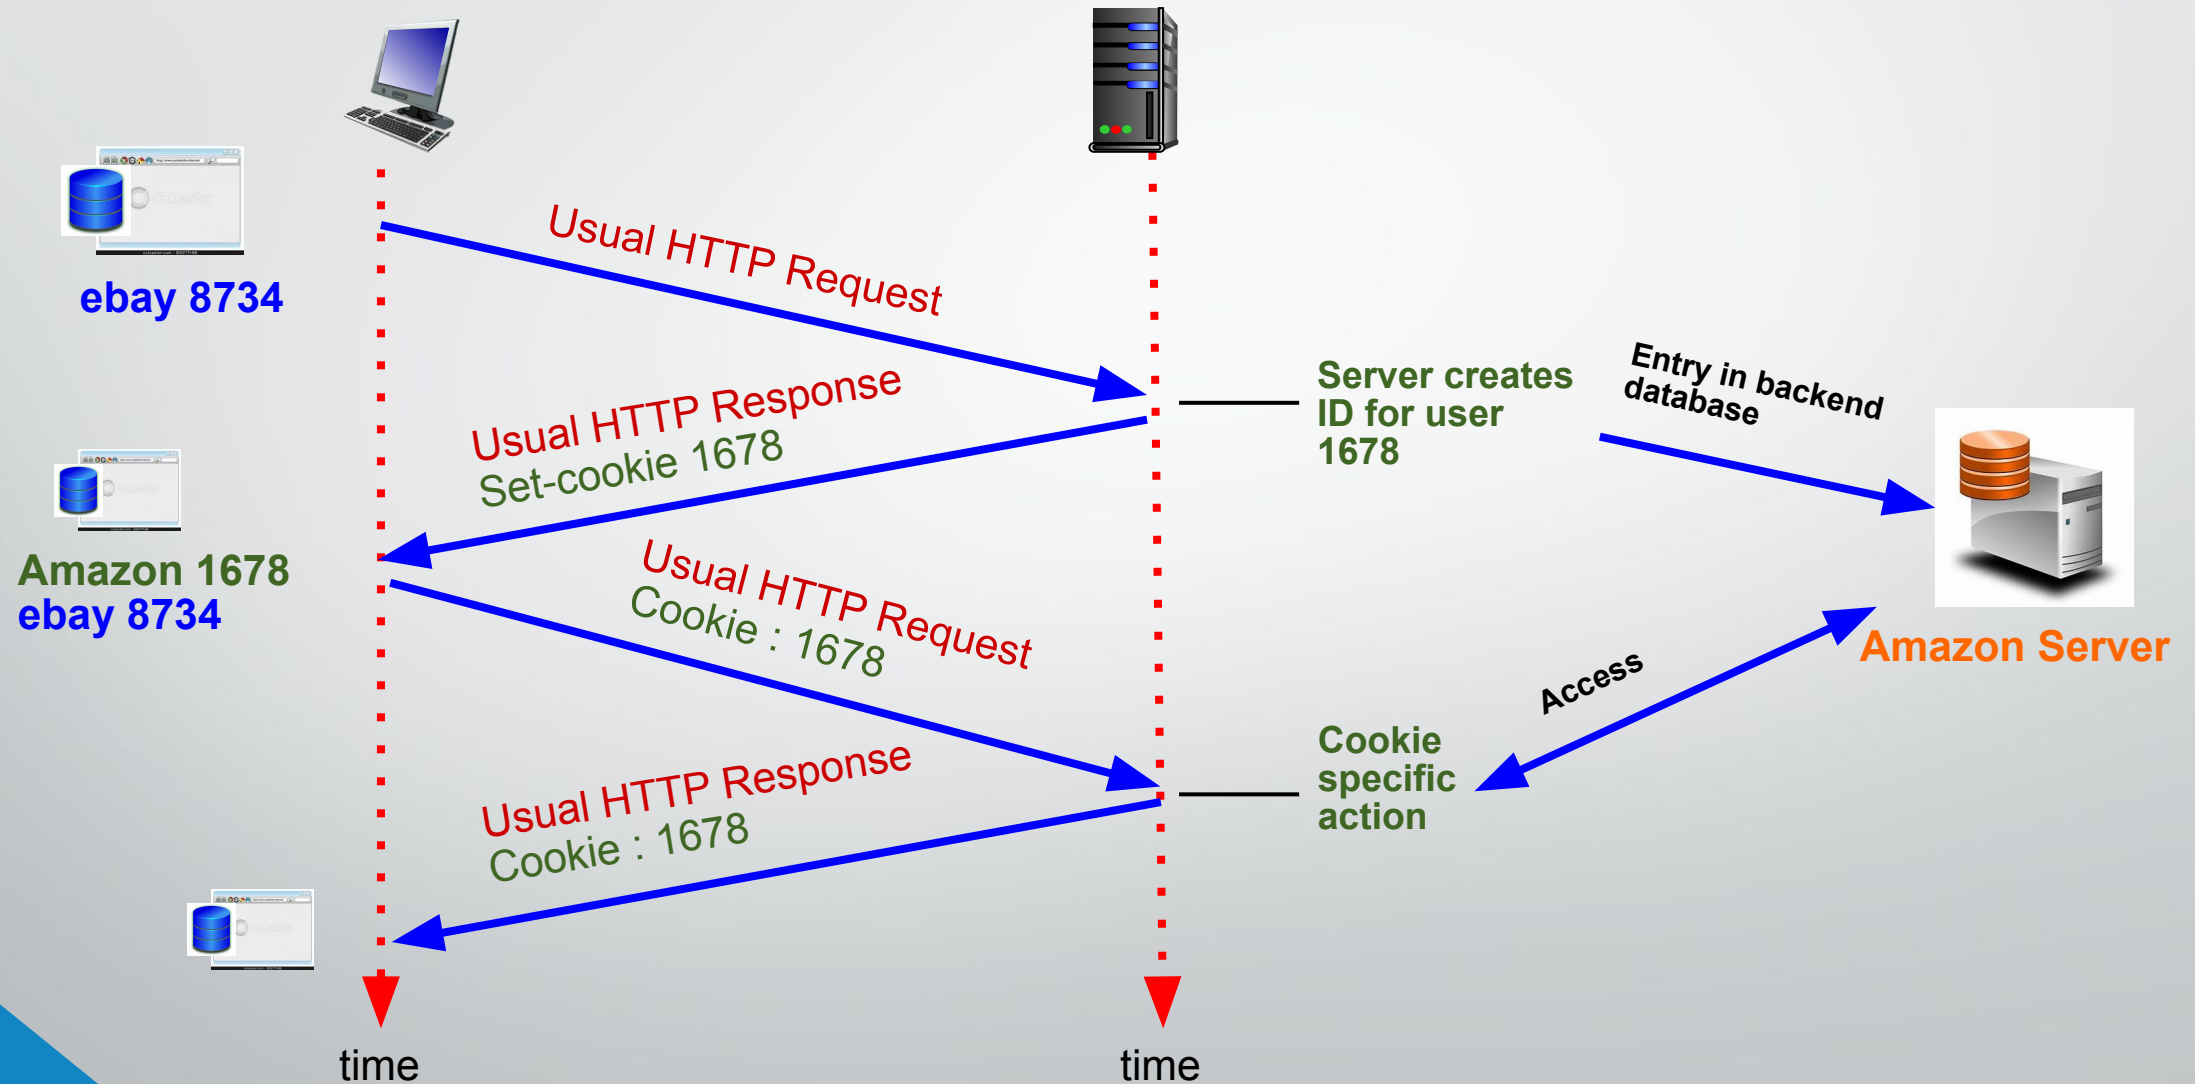 ebay 8734
Usual HTTP Request
Server creates
ID for user
1678
Entry in backend
database
Usual HTTP Response
Set-cookie 1678
Amazon 1678
ebay 8734
Usual HTTP Request
Cookie : 1678
Amazon Server
Access
Cookie
specific
action
Usual HTTP Response
Cookie : 1678
time
time